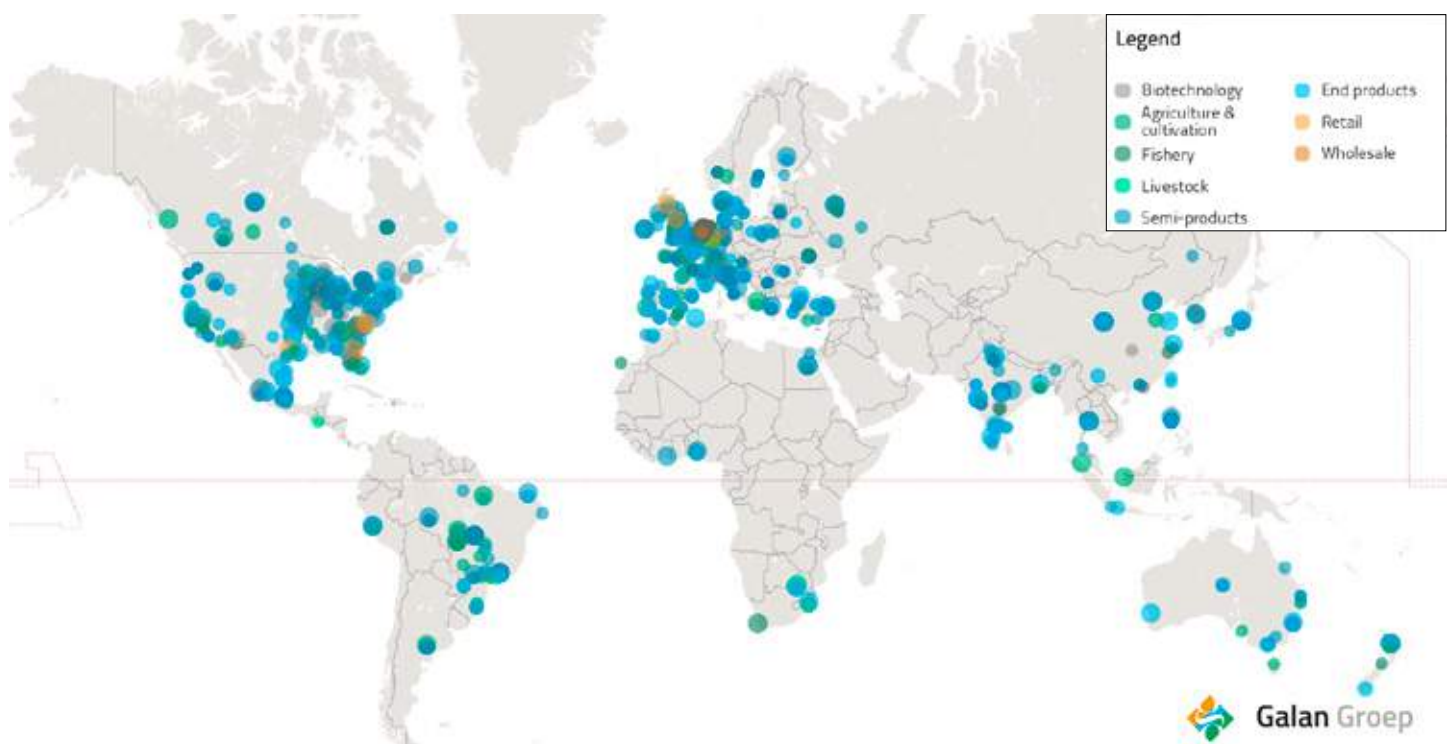 Legend
Biotechnology
Agriculture &
cultivation
Fishery
Livestock
Semi-products
End products
Retail
Wholesale
Galan Groep